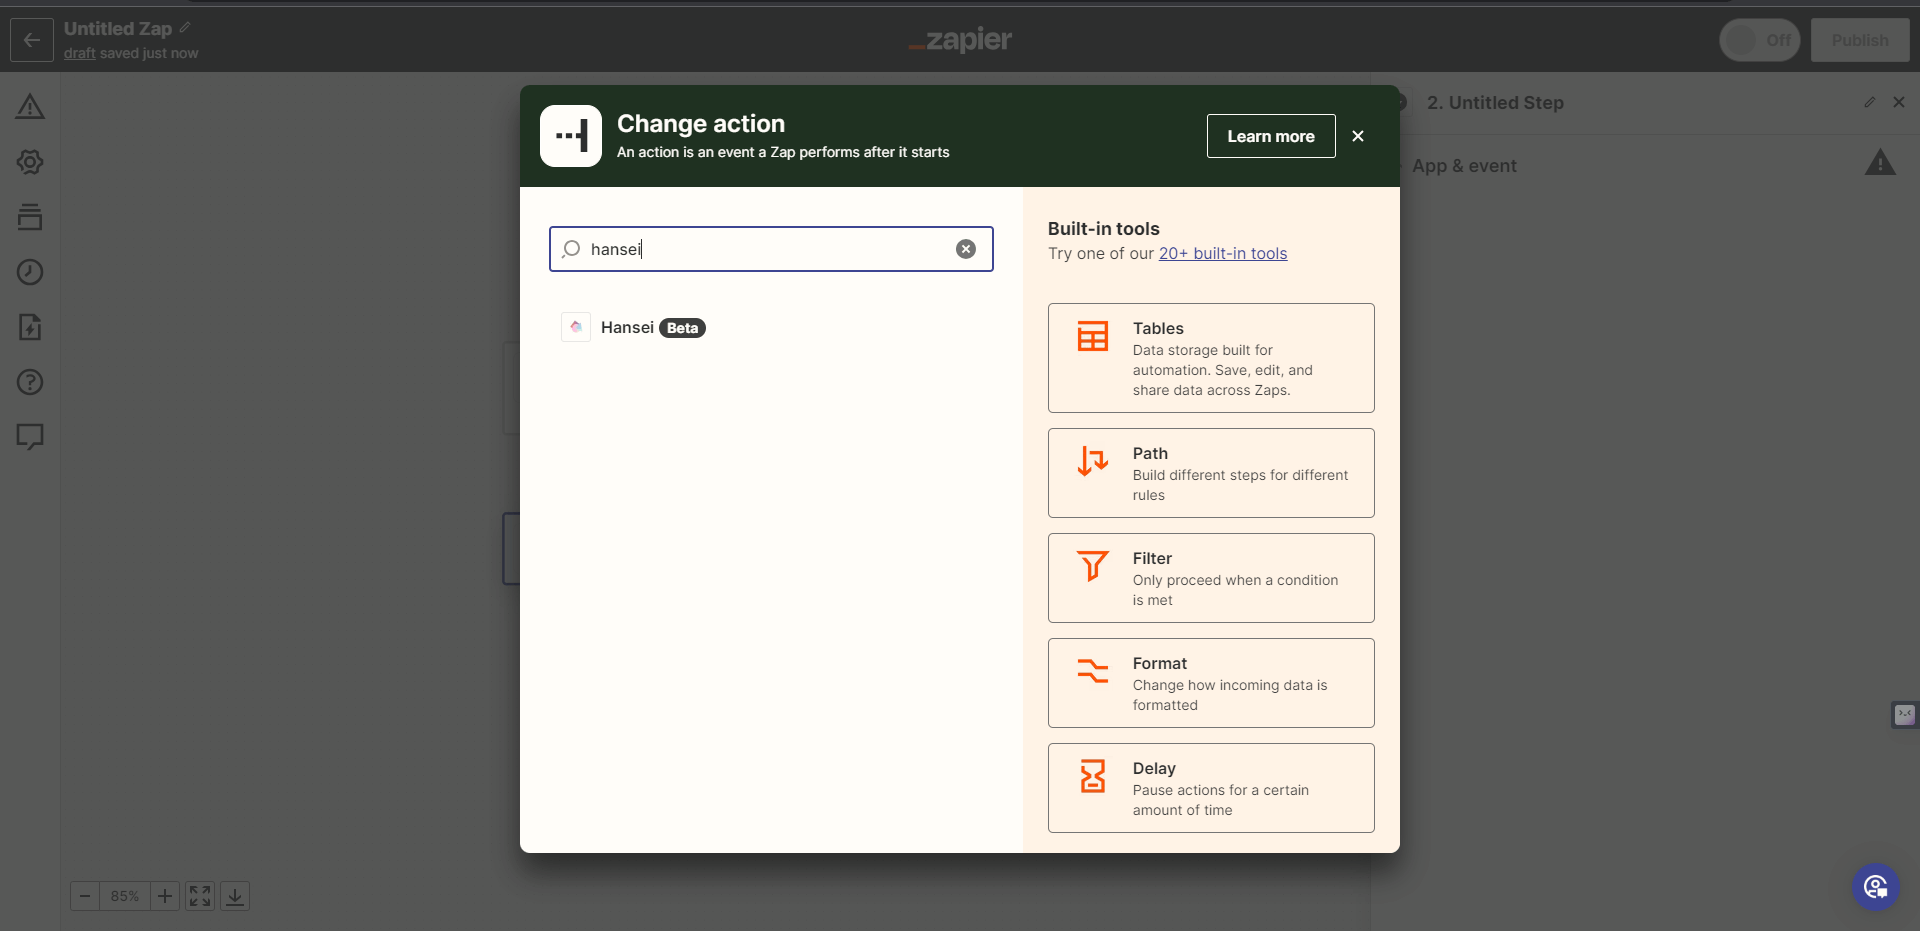 Untitled Zap
draft saved just now
zapier
Off
Publish
2. Untitled Step
App & event
Change action
An action is an event a Zap performs after it starts
Learn more
hansei
Hansei Beta
Built-in tools
Try one of our 20+ built-in tools
Tables
Data storage built for
automation. Save, edit, and
share data across Zaps.
Path
Build different steps for different
rules
Filter
Only proceed when a condition
is met
Format
Change how incoming data is
formatted
Delay
Pause actions for a certain
amount of time
85%